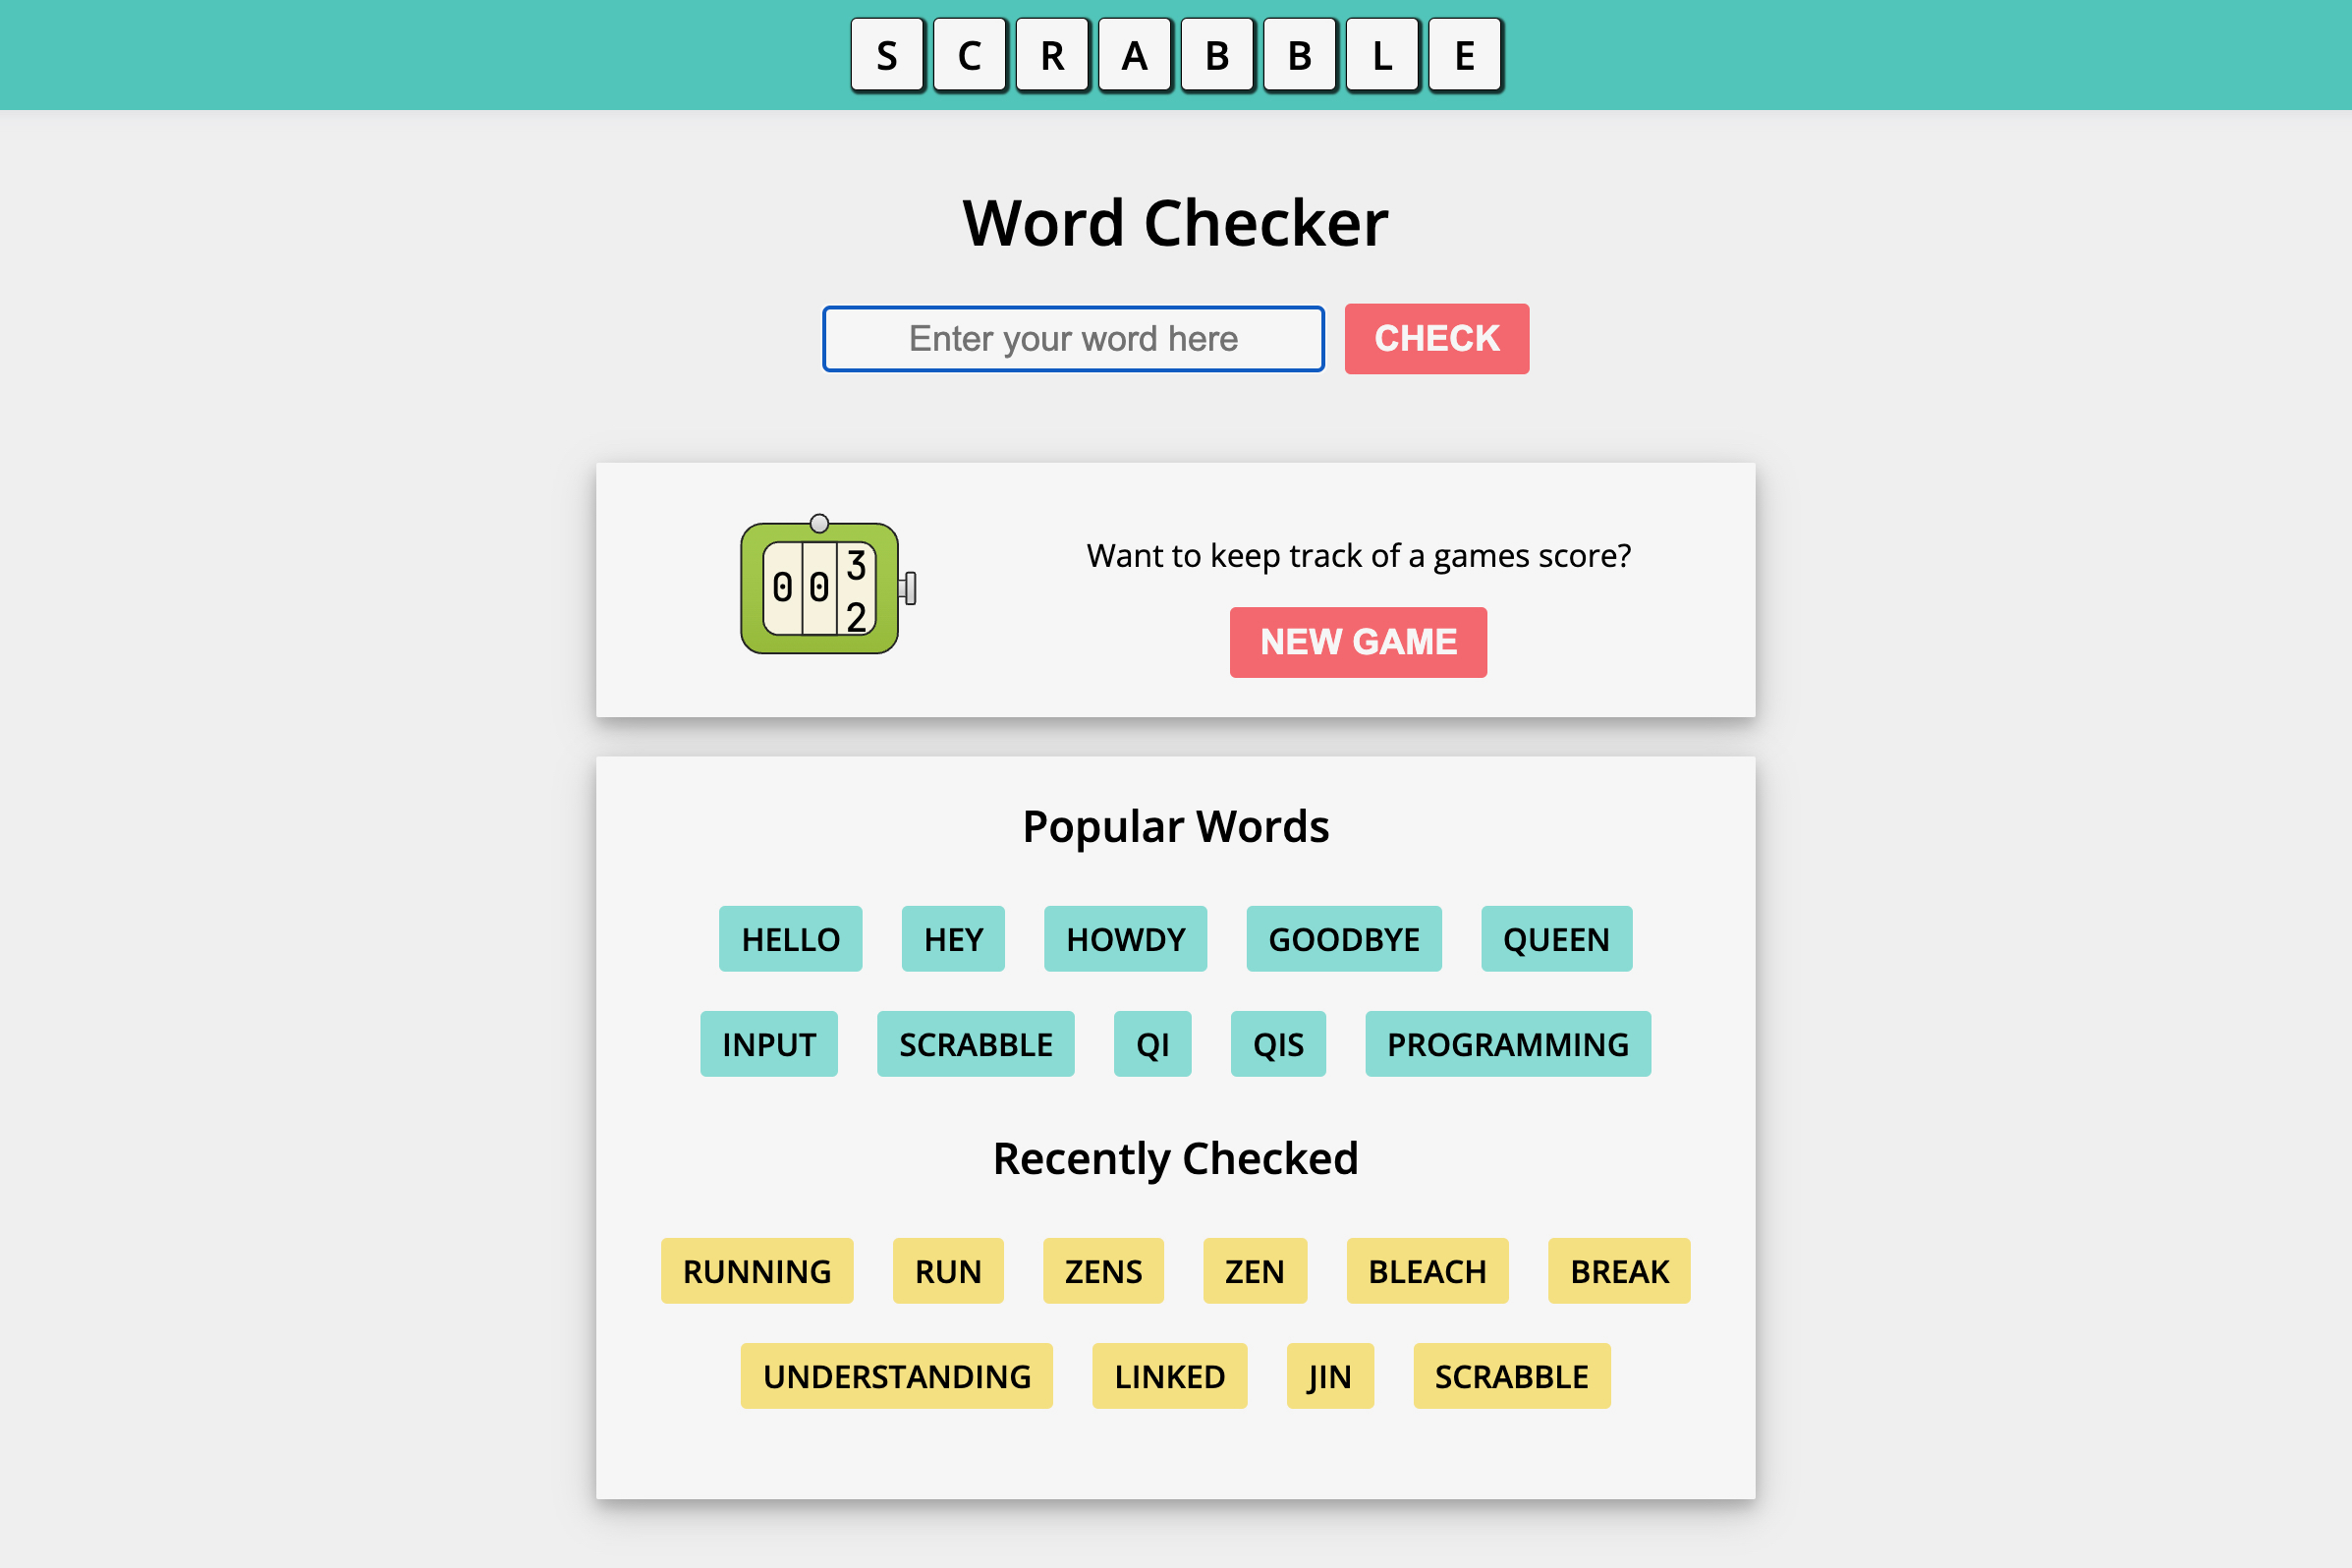 S C R A B B L E
Word Checker
Enter your word here CHECK
0 0 3
2
Want to keep track of a games score?
NEW GAME
Popular Words
HELLO HEY HOWDY GOODBYE QUEEN
INPUT SCRABBLE QI QIS PROGRAMMING
Recently Checked
RUNNING RUN ZENS ZEN BLEACH BREAK
UNDERSTANDING LINKED JIN SCRABBLE